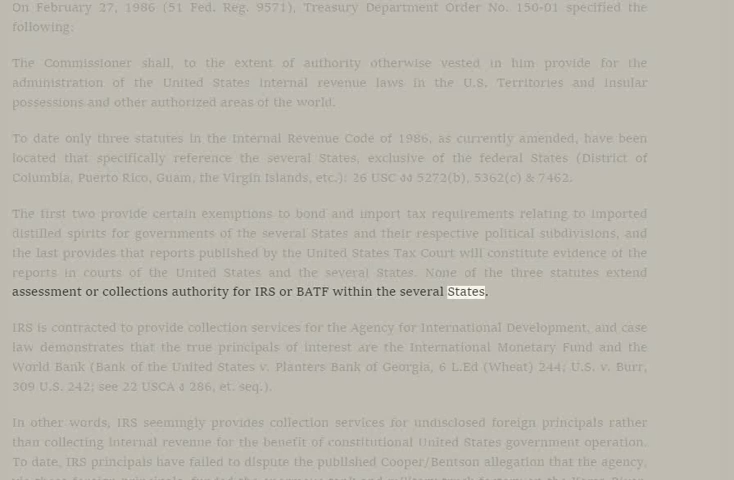 On February 27, 1986 (51 Fed. Reg. 9571), Treasury Department Order No. 150-01 specified the
following:
The Commissioner shall, to the extent of authority otherwise vested in him provide for the
administration of the United States internal revenue laws in the U.S. Territories and insular
possessions and other authorized areas of the world.
To date only three statutes in the Internal Revenue Code of 1986, as currently amended, have been
located that specifically reference the several States, exclusive of the federal States (District of
Columbia, Puerto Rico, Guam, the Virgin Islands, etc.): 26 USC §§ 5272(b), 5362(c) & 7462.
The first two provide certain exemptions to bond and import tax requirements relating to imported
distilled spirits for governments of the several States and their respective political subdivisions, and
the last provides that reports published by the United States Tax Court will constitute evidence of the
reports in courts of the United States and the several States. None of the three statutes extend
assessment or collections authority for IRS or BATF within the several States.
IRS is contracted to provide collection services for the Agency for International Development, and case
law demonstrates that the true principals of interest are the International Monetary Fund and the
World Bank (Bank of the United States v. Planters Bank of Georgia, 6 L.Ed (Wheat) 244; U.S. v. Burr,
309 U.S. 242; see 22 USCA § 286, et. seq.).
In other words, IRS seemingly provides collection services for undisclosed foreign principals rather
than collecting internal revenue for the benefit of constitutional United States government operation.
To date, IRS principals have failed to dispute the published Cooper/Bentson allegation that the agency,